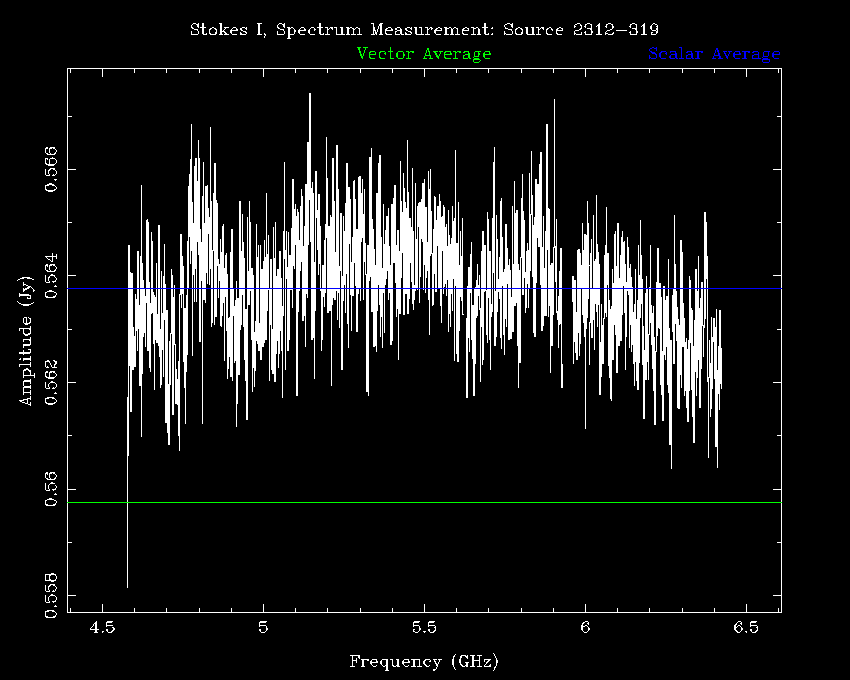 Stokes I, Spectrum Measurement: Source 2312-319
Vector Average
Scalar Average
Amplitude (Jy)
0.566
0.564
0.562
0.56
0.558
4.5 5 5.5 6 6.5
Frequency (GHz)